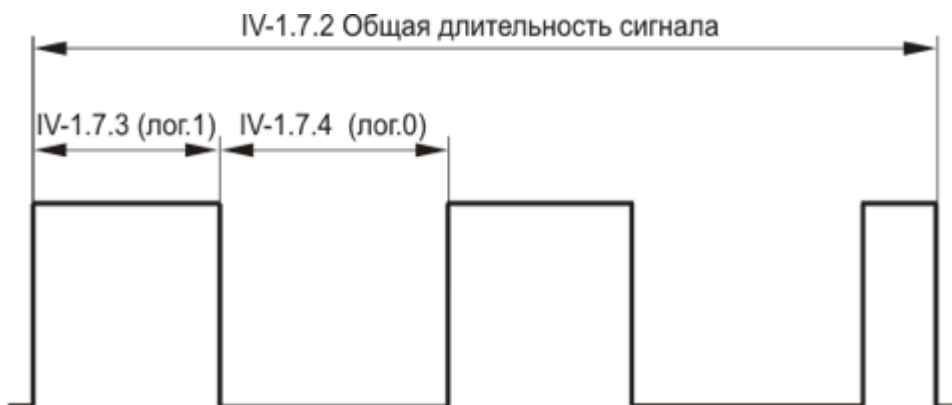 IV-1.7.2 Общая длительность сигнала
IV-1.7.3 (лог.1) IV-1.7.4 (лог.0)